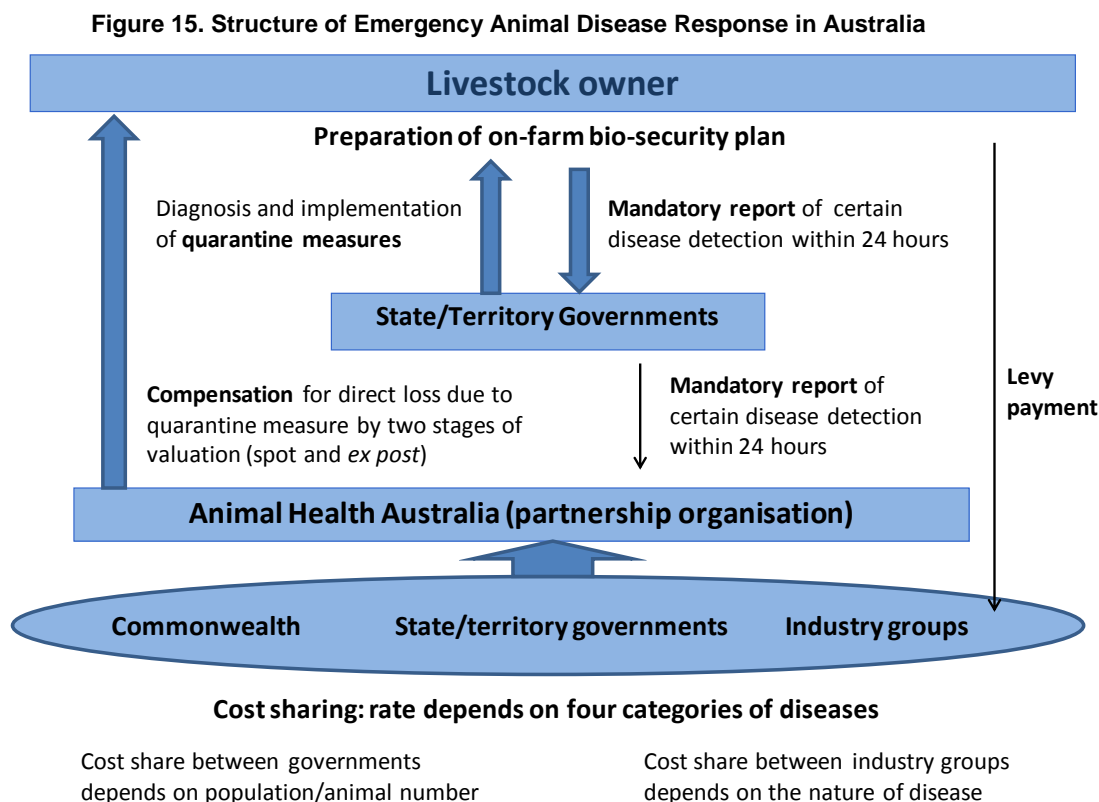 Figure 15. Structure of Emergency Animal Disease Response in Australia
Livestock owner
Preparation of on-farm bio-security plan
Diagnosis and implementation
of quarantine measures
Mandatory report of certain
disease detection within 24 hours
State/Territory Governments
Compensation for direct loss due to
quarantine measure by two stages of
valuation (spot and ex post)
Mandatory report of
certain disease detection
within 24 hours
Levy
payment
Animal Health Australia (partnership organisation)
Commonwealth
State/territory governments
Industry groups
Cost sharing: rate depends on four categories of diseases
Cost share between governments
depends on population/animal number
Cost share between industry groups
depends on the nature of disease